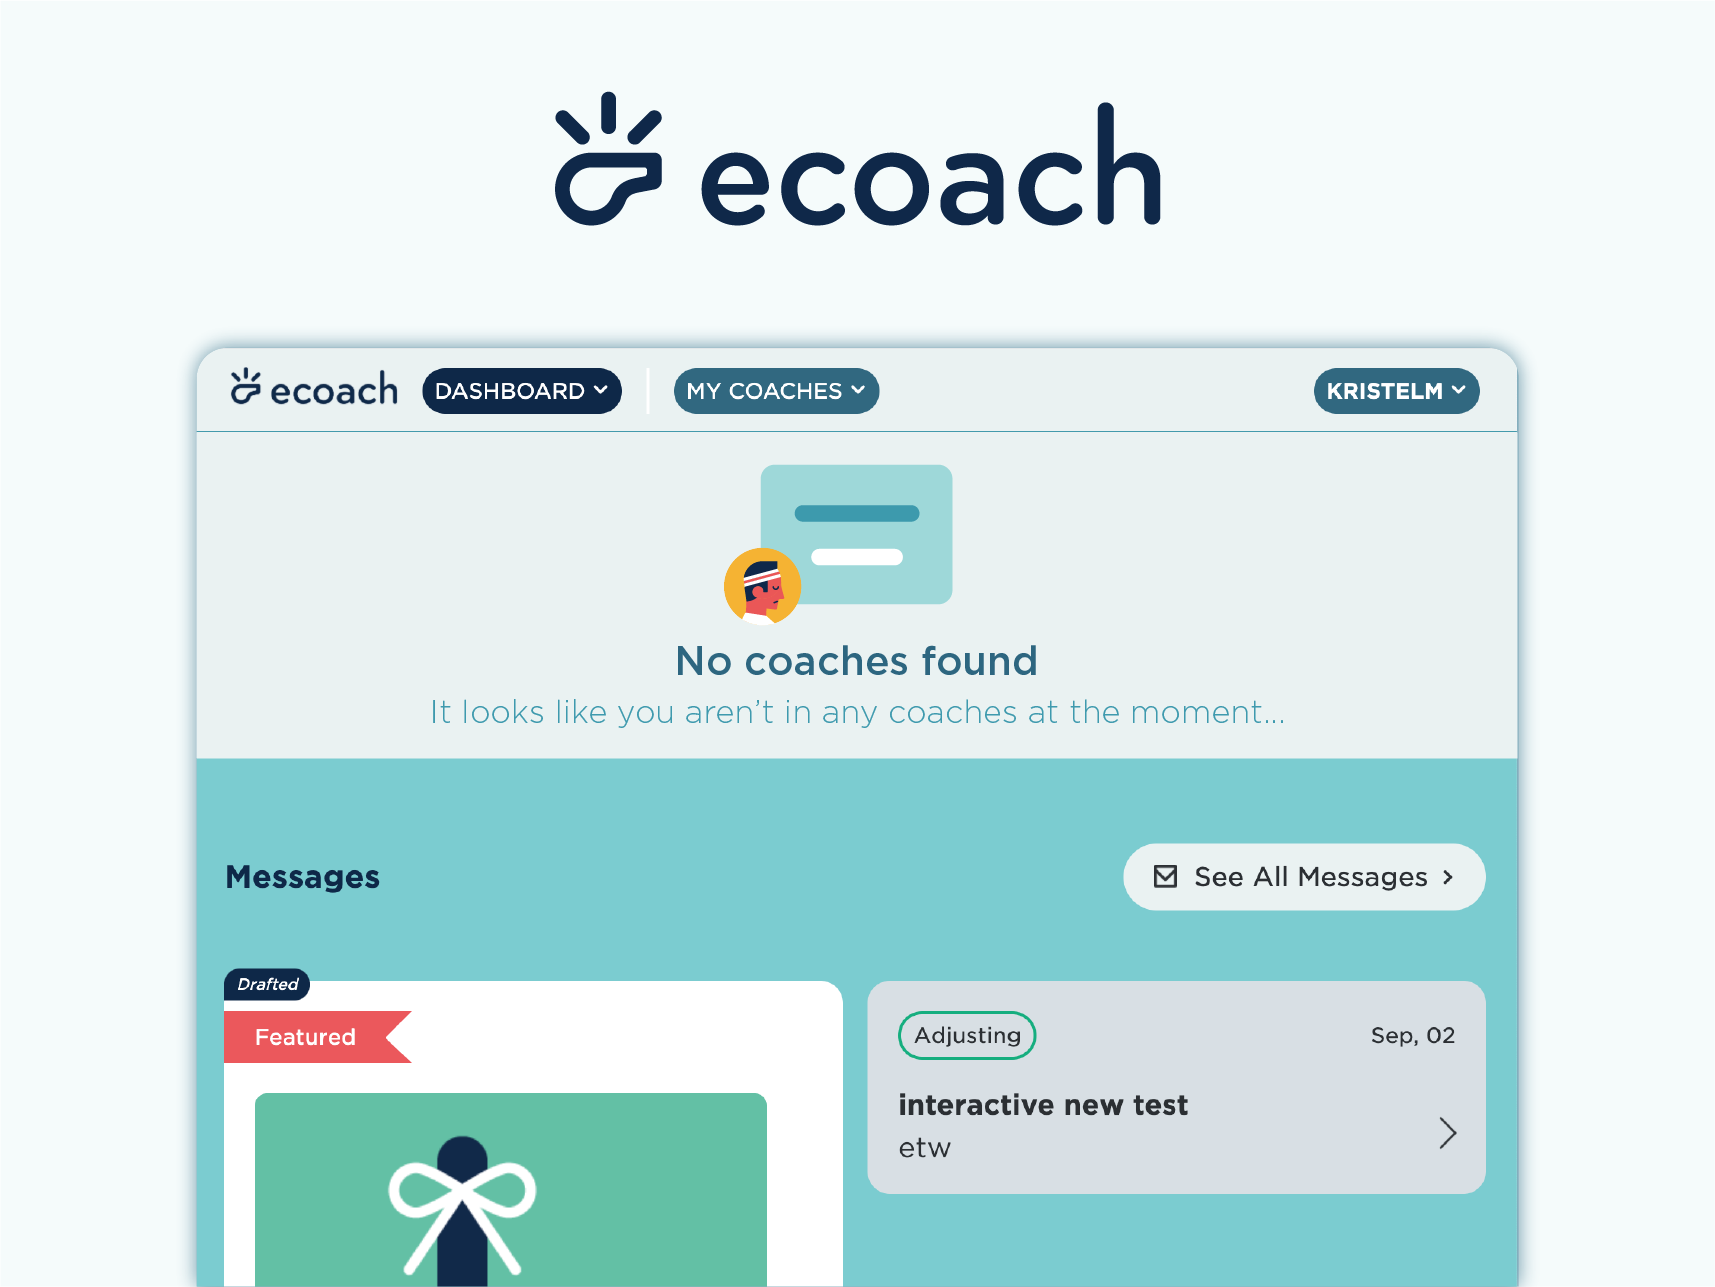 ecoach
ecoach DASHBOARD MY COACHES KRISTELM
No coaches found
It looks like you aren’t in any coaches at the moment...
Messages
See All Messages
Drafted
Featured
Adjusting
Sep, 02
interactive new test
etw